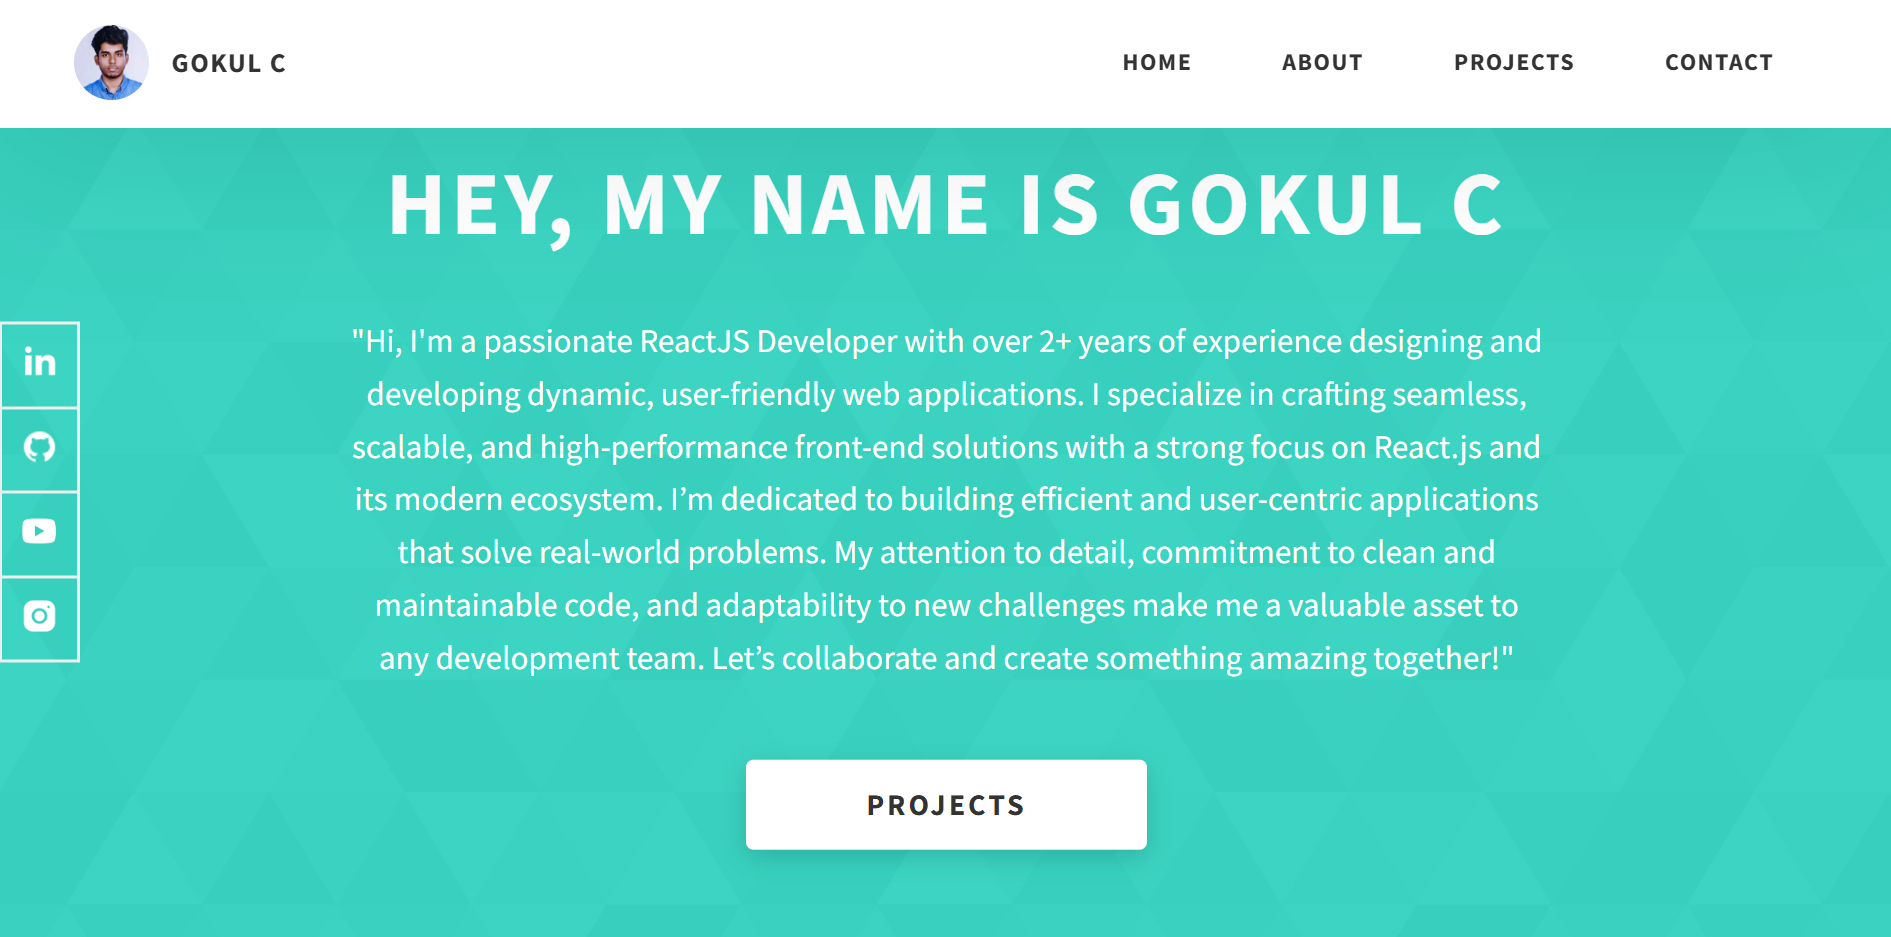 GOKUL C
HOME
ABOUT
PROJECTS
CONTACT
HEY, MY NAME IS GOKUL C
"Hi, I'm a passionate ReactJS Developer with over 2+ years of experience designing and
developing dynamic, user-friendly web applications. I specialize in crafting seamless,
scalable, and high-performance front-end solutions with a strong focus on React.js and
its modern ecosystem. I’m dedicated to building efficient and user-centric applications
that solve real-world problems. My attention to detail, commitment to clean and
maintainable code, and adaptability to new challenges make me a valuable asset to
any development team. Let’s collaborate and create something amazing together!"
in
PROJECTS